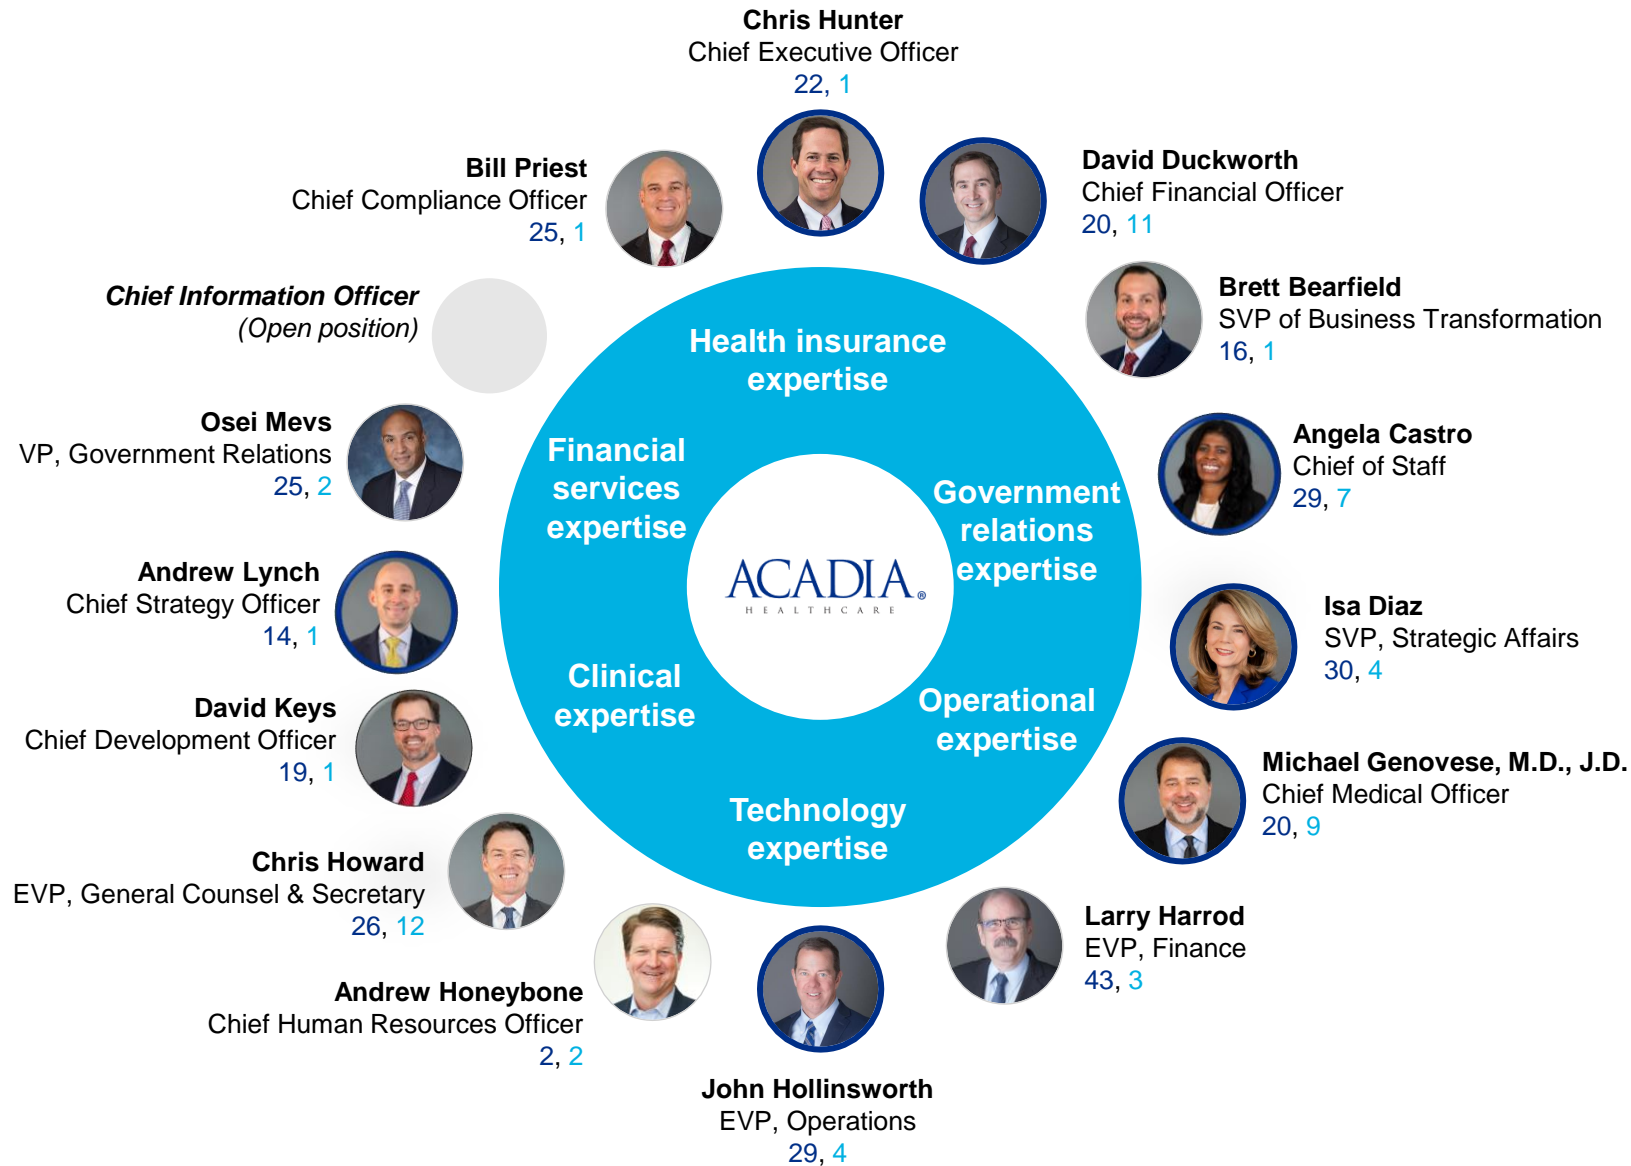 Chris Hunter
Chief Executive Officer
22, 1
Bill Priest
Chief Compliance Officer
25, 1
David Duckworth
Chief Financial Officer
20, 11
Chief Information Officer
(Open position)
Brett Bearfield
SVP of Business Transformation
16, 1
Osei Mevs
VP, Government Relations
25, 2
Angela Castro
Chief of Staff
29, 7
Andrew Lynch
Chief Strategy Officer
14, 1
Isa Diaz
SVP, Strategic Affairs
30, 4
David Keys
Chief Development Officer
19, 1
Michael Genovese, M.D., J.D.
Chief Medical Officer
20, 9
Chris Howard
EVP, General Counsel & Secretary
26, 12
Larry Harrod
EVP, Finance
43, 3
Andrew Honeybone
Chief Human Resources Officer
2, 2
John Hollinsworth
EVP, Operations
29, 4
Health insurance
expertise
Financial
services
expertise
Government
relations
expertise
ACADIA®
HEALTHCARE
Clinical
expertise
Operational
expertise
Technology
expertise